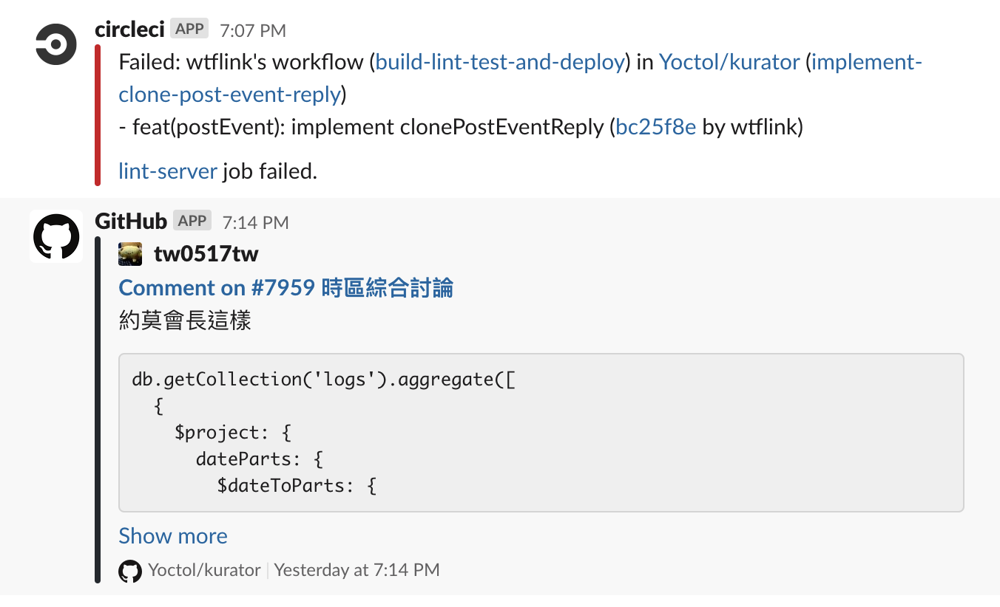 circleci APP 7:07 PM
Failed: wtflink's workflow (build-lint-test-and-deploy) in Yoctol/kurator (implement-
clone-post-event-reply)
- feat(postEvent): implement clonePostEventReply (bc25f8e by wtflink)
lint-server job failed.
GitHub APP 7:14 PM
tw0517tw
Comment on #7959 時區綜合討論
約莫會長這樣
db.getCollection('logs').aggregate([
  {
    $project: {
      dateParts: {
        $dateToParts: {
Show more
Yoctol/kurator | Yesterday at 7:14 PM